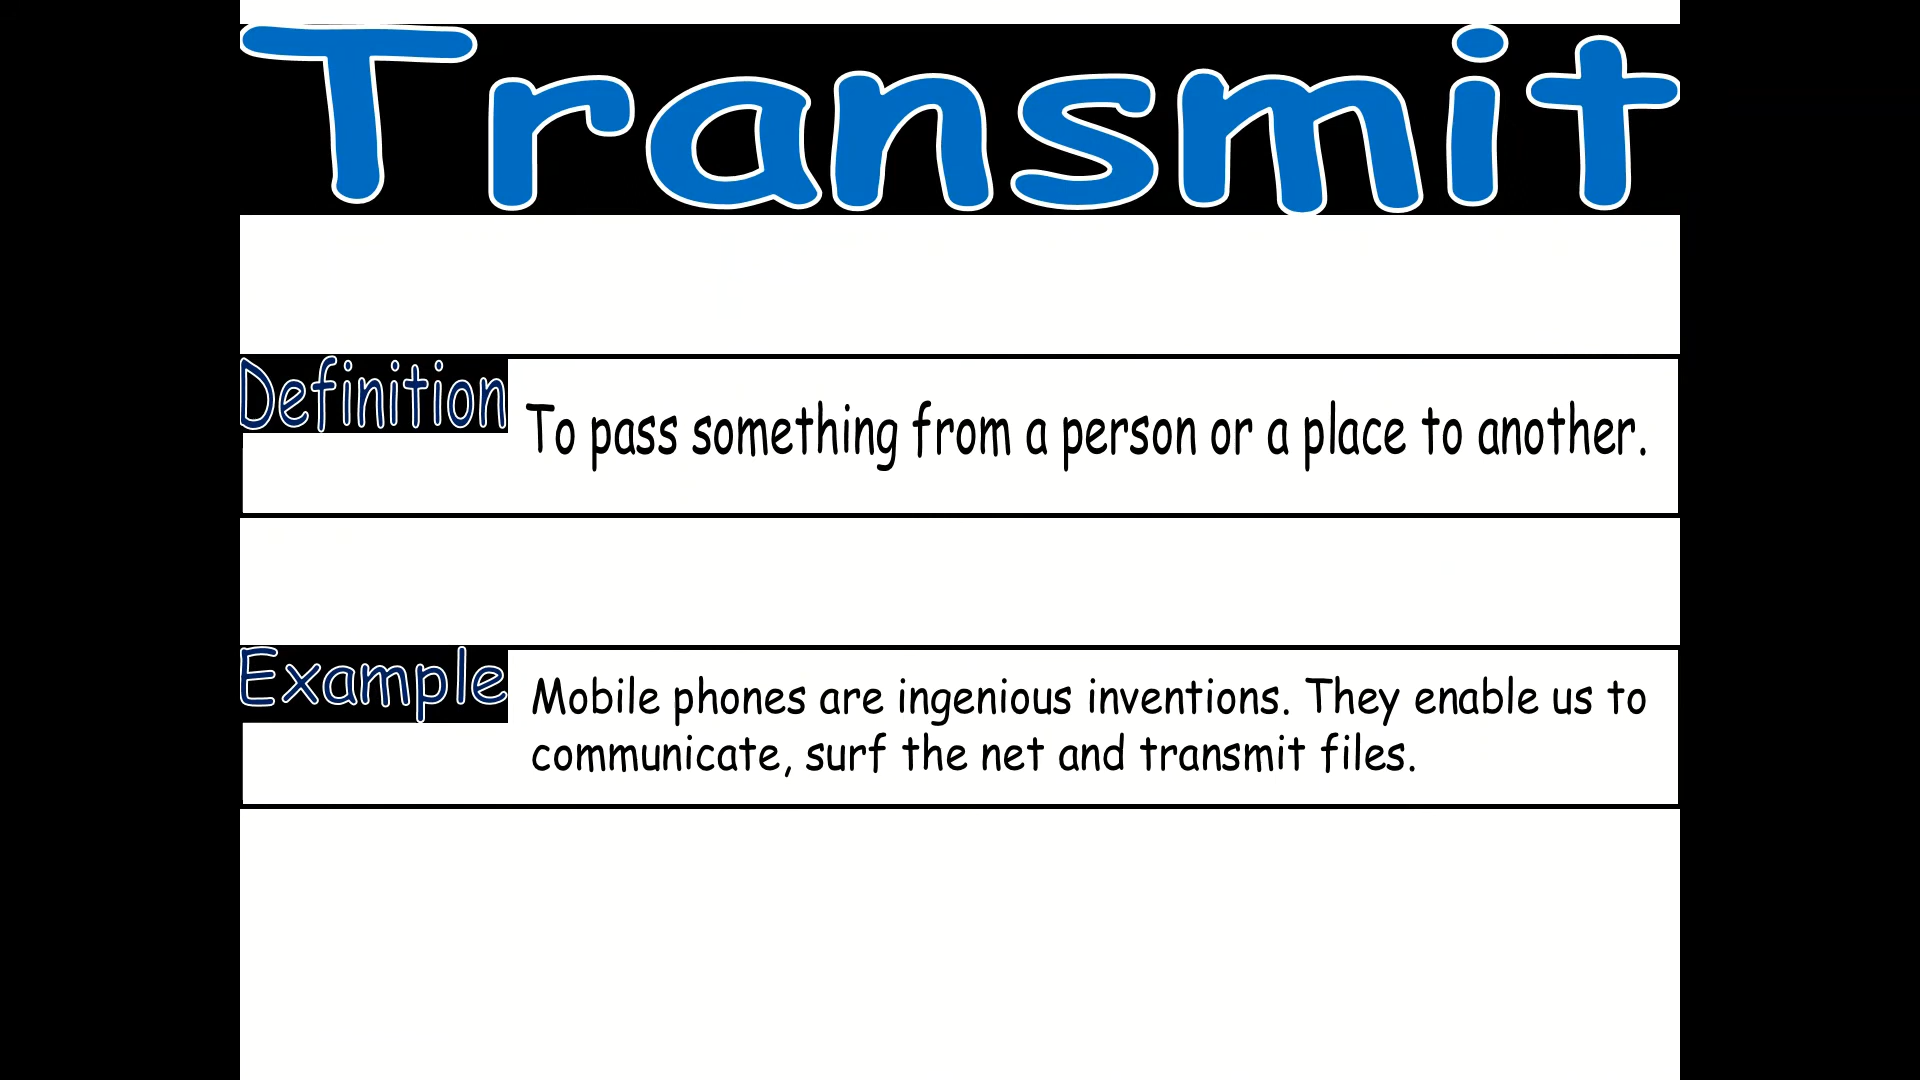 Transmit
Definition
To pass something from a person or a place to another.
Example
Mobile phones are ingenious inventions. They enable us to
communicate, surf the net and transmit files.